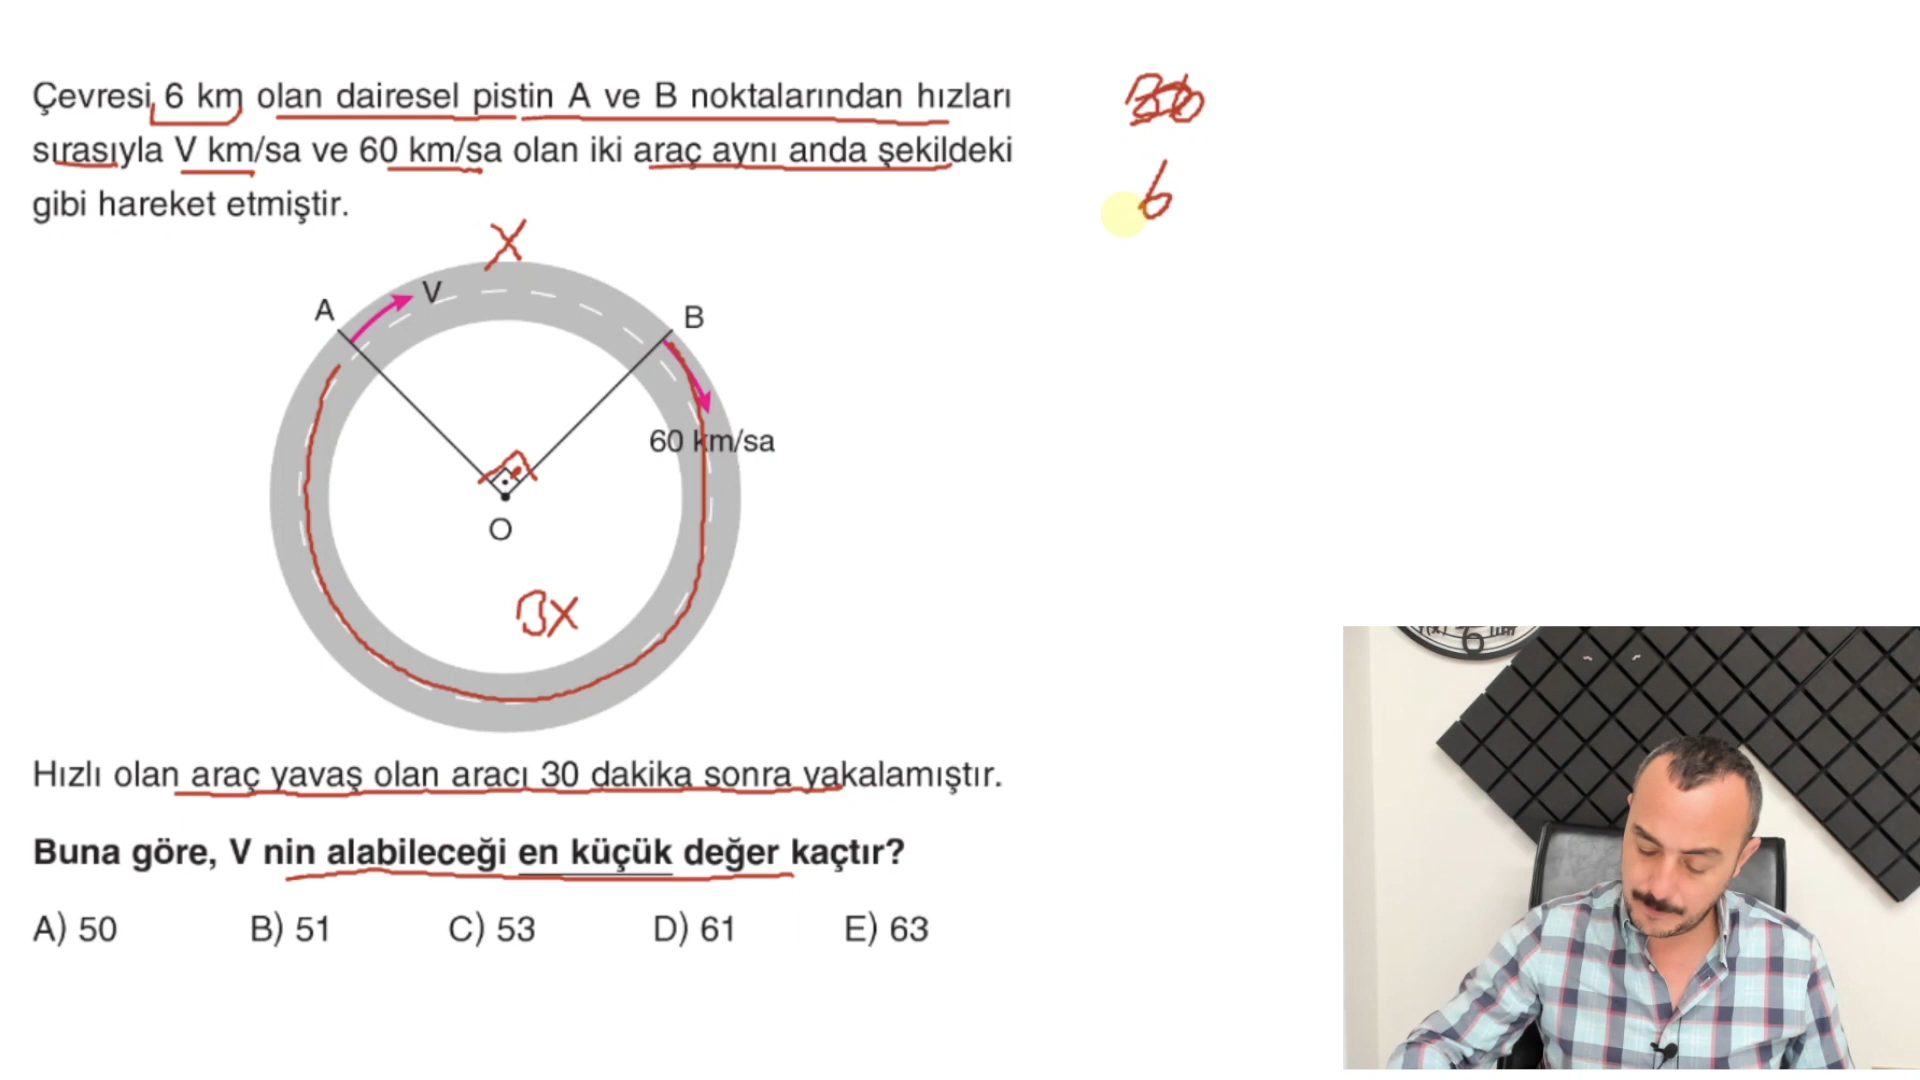 Çevresi 6 km olan dairesel pistin A ve B noktalarından hızları
sırasıyla V km/sa ve 60 km/sa olan iki araç aynı anda şekildeki
gibi hareket etmiştir.
6
X
A
V
B
60 km/sa
O
3X
Hızlı olan araç yavaş olan aracı 30 dakika sonra yakalamıştır.
Buna göre, V nin alabileceği en küçük değer kaçtır?
A) 50 B) 51 C) 53 D) 61 E) 63